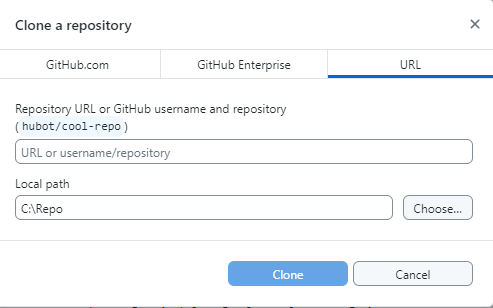 Clone a repository
GitHub.com GitHub Enterprise URL
Repository URL or GitHub username and repository
( hubot/cool-repo )
URL or username/repository
Local path
C:\Repo Choose...
Clone Cancel